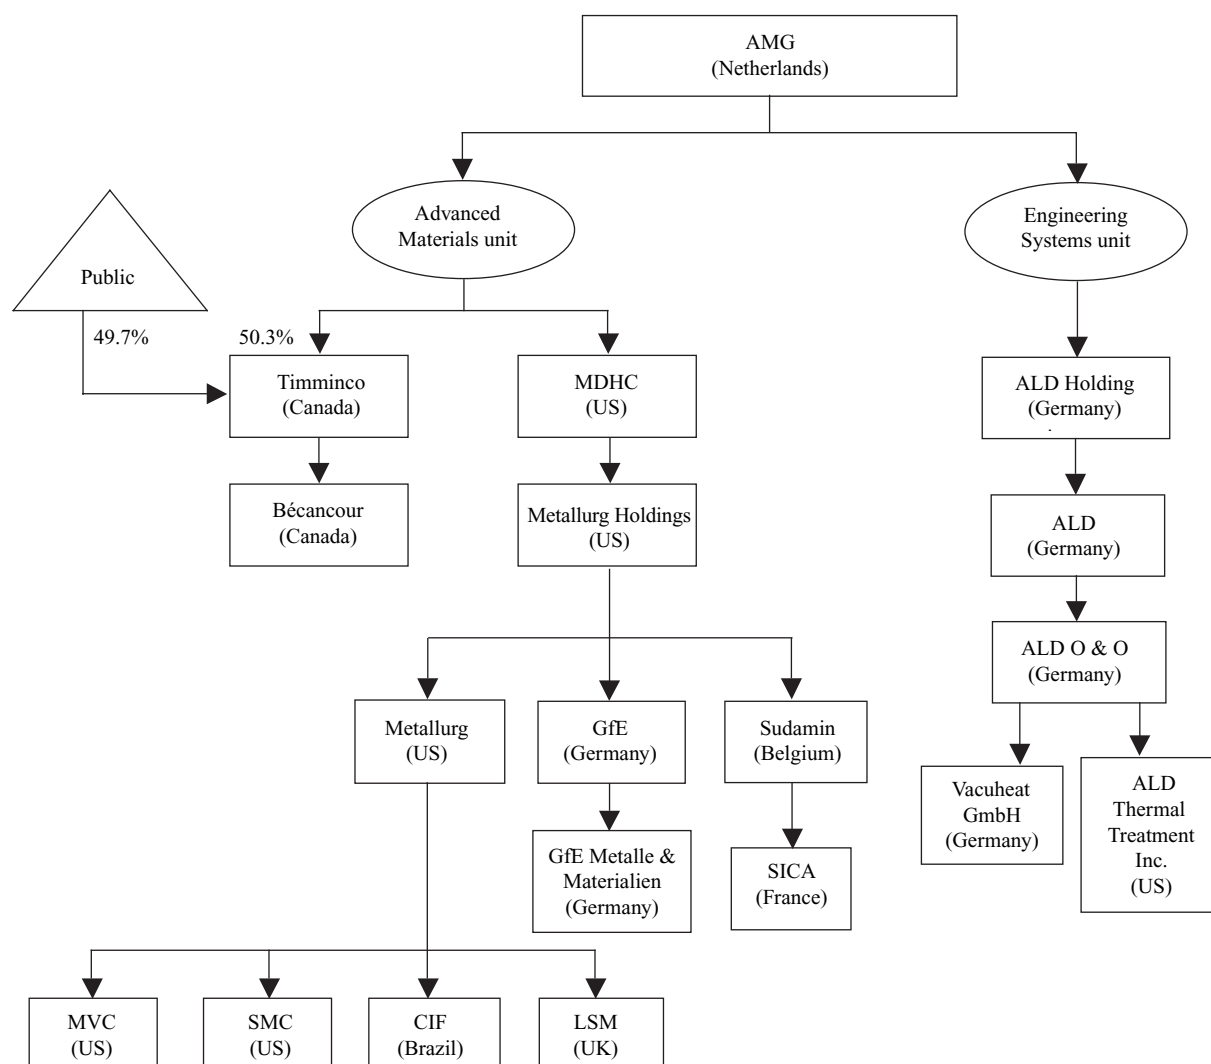 AMG
(Netherlands)
Advanced
Materials unit
Engineering
Systems unit
Public
49.7%
50.3%
Timminco
(Canada)
MDHC
(US)
ALD Holding
(Germany)
Bécancour
(Canada)
Metallurg Holdings
(US)
ALD
(Germany)
ALD O & O
(Germany)
Metallurg
(US)
GfE
(Germany)
Sudamin
(Belgium)
Vacuheat
GmbH
(Germany)
ALD
Thermal
Treatment
Inc.
(US)
GfE Metalle &
Materialien
(Germany)
SICA
(France)
MVC
(US)
SMC
(US)
CIF
(Brazil)
LSM
(UK)